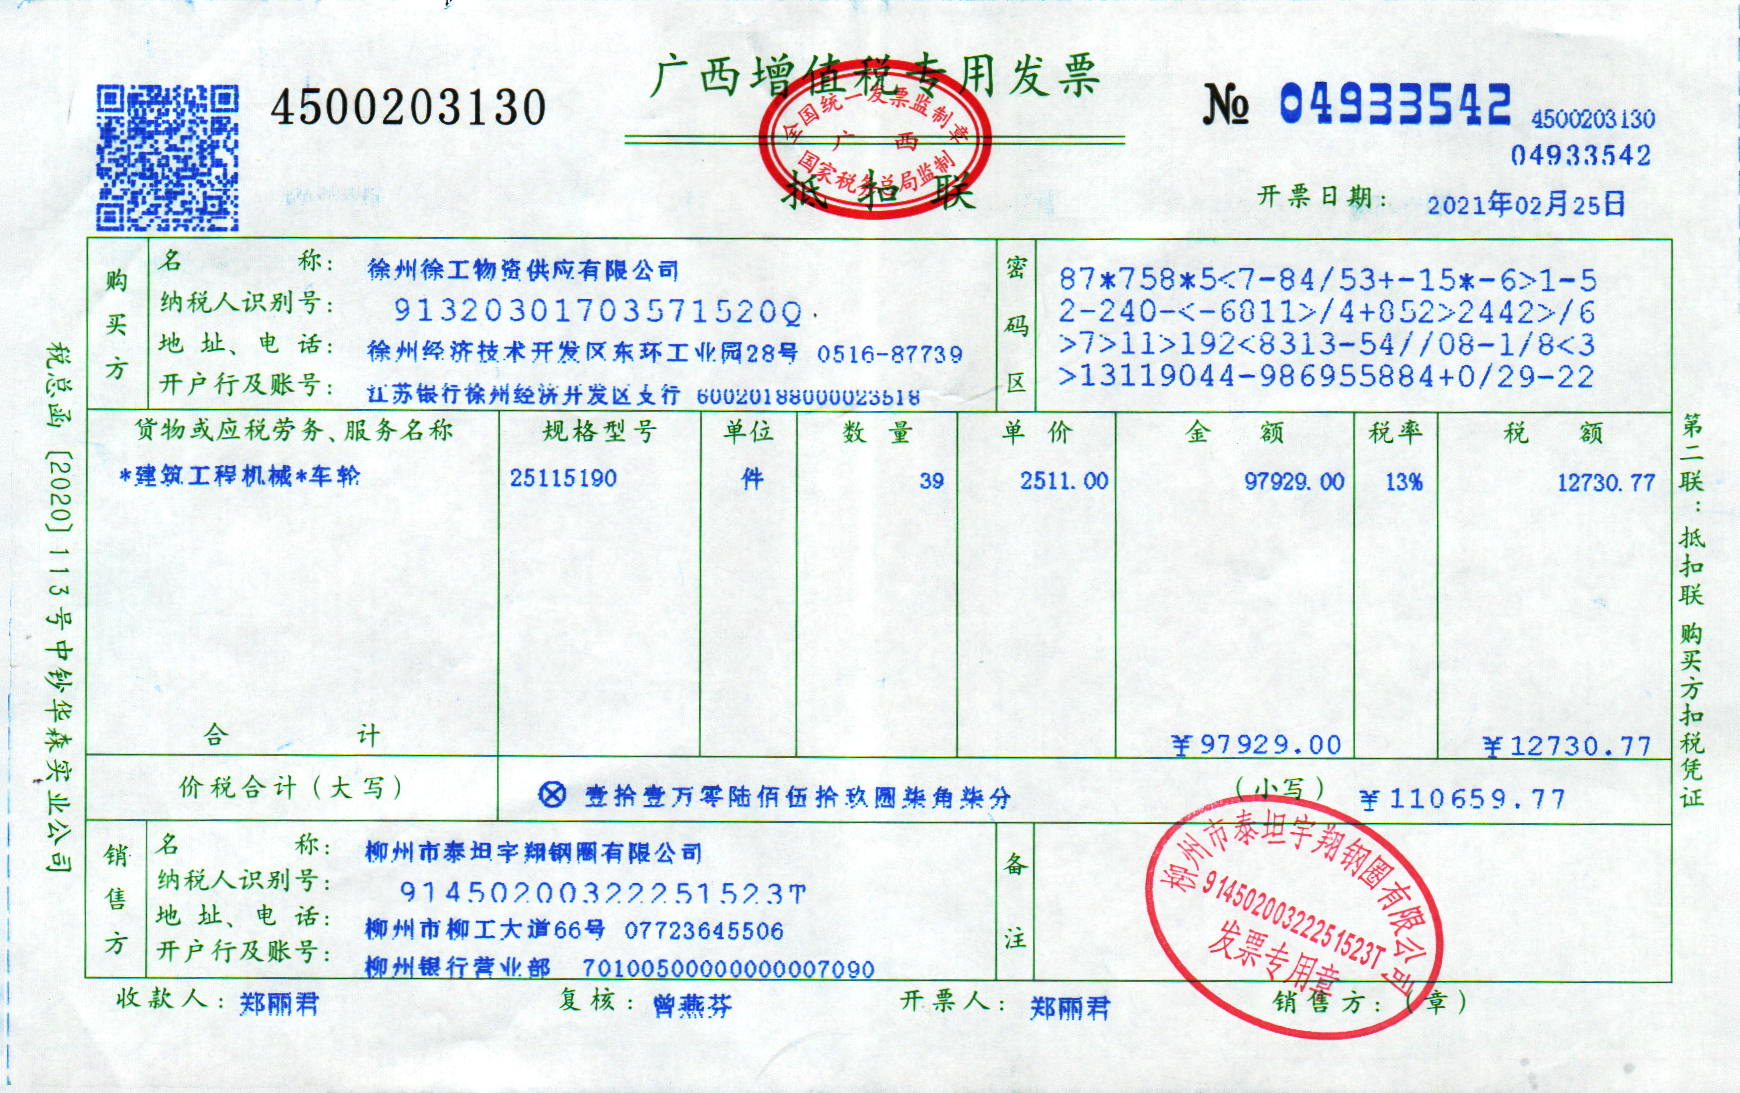 广西增值税专用发票
4500203130
№ 04933542
4500203130
04933542
全国统一发票监制章
广 西
国家税务总局监制
抵扣联
开票日期: 2021年02月25日
购买方
名 称: 徐州徐工物资供应有限公司
纳税人识别号: 91320301703571520Q
地 址、电 话: 徐州经济技术开发区东环工业园28号 0516-87739
开户行及账号: 江苏银行徐州经济开发区支行 60020188000023518
密码区
87*758*5<7-84/53+-15*-6>1-5
2-240-<-6811>/4+852>2442>/6
>7>11>192<8313-54//08-1/8<3
>13119044-986955884+0/29-22
货物或应税劳务、服务名称 规格型号 单位 数 量 单 价 金 额 税率 税 额
*建筑工程机械*车轮 25115190 件 39 2511.00 97929.00 13% 12730.77
合 计 ¥97929.00 ¥12730.77
价税合计(大写) ⊗ 壹拾壹万零陆佰伍拾玖圆柒角柒分 (小写) ¥110659.77
销售方
名 称: 柳州市泰坦宇翔钢圈有限公司
纳税人识别号: 91450200322251523T
地 址、电 话: 柳州市柳工大道66号 07723645506
开户行及账号: 柳州银行营业部 70100500000000007090
备注
柳州市泰坦宇翔钢圈有限公司
91450200322251523T
发票专用章
收款人: 郑丽君 复核: 曾燕芬 开票人: 郑丽君 销售方:(章)
税总函[2020]113号中钞华森实业公司
第二联:抵扣联 购买方扣税凭证